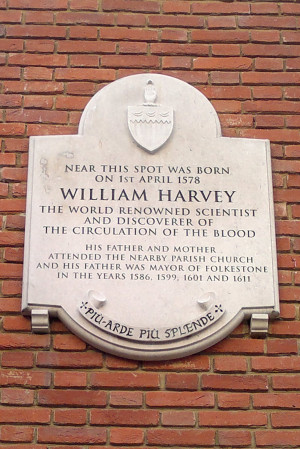 NEAR THIS SPOT WAS BORN
ON 1ST APRIL 1578
WILLIAM HARVEY
THE WORLD RENOWNED SCIENTIST
AND DISCOVERER OF
THE CIRCULATION OF THE BLOOD
HIS FATHER AND MOTHER
ATTENDED THE NEARBY PARISH CHURCH
AND HIS FATHER WAS MAYOR OF FOLKESTONE
IN THE YEARS 1586, 1599, 1601 AND 1611
·PIÙ·ARDE PIÙ SPLENDE·